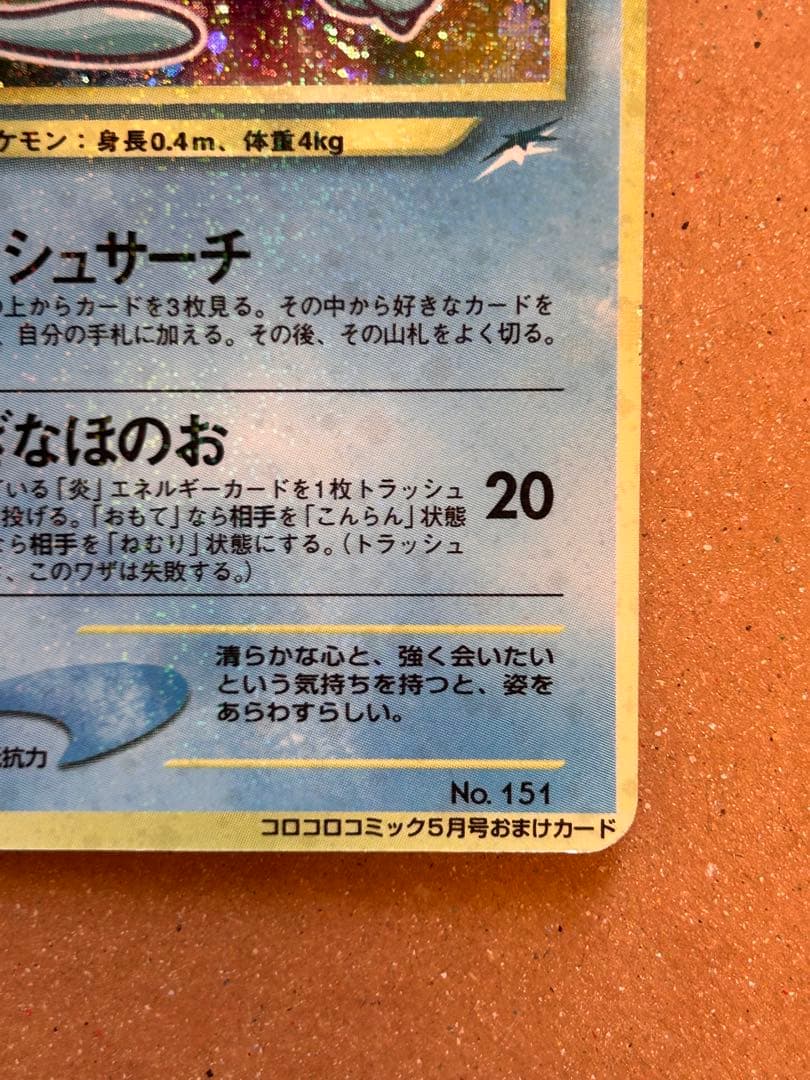 ケモン：身長0.4m、体重4kg
シュサーチ
上からカードを3枚見る。その中から好きなカードを
、自分の手札に加える。その後、その山札をよく切る。
なほのお
いる「炎」エネルギーカードを1枚トラッシュ
投げる。「おもて」なら相手を「こんらん」状態
ら相手を「ねむり」状態にする。（トラッシュ
、このワザは失敗する。）
20
清らかな心と、強く会いたい
という気持ちを持つと、姿を
あらわすらしい。
抗力
No. 151
コロコロコミック5月号おまけカード